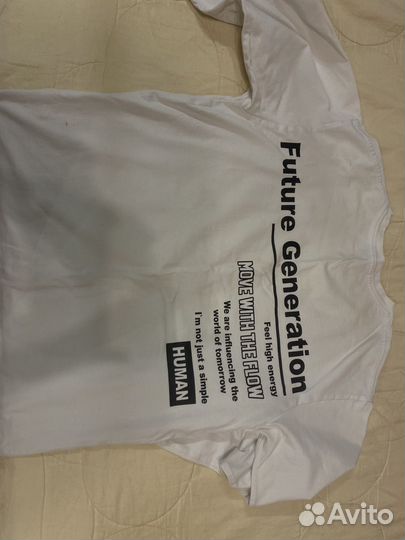 Future Generation
Feel high energy
MOVE WITH THE FLOW
We are influencing the
world of tomorrow
I'm not just a simple
HUMAN
Avito